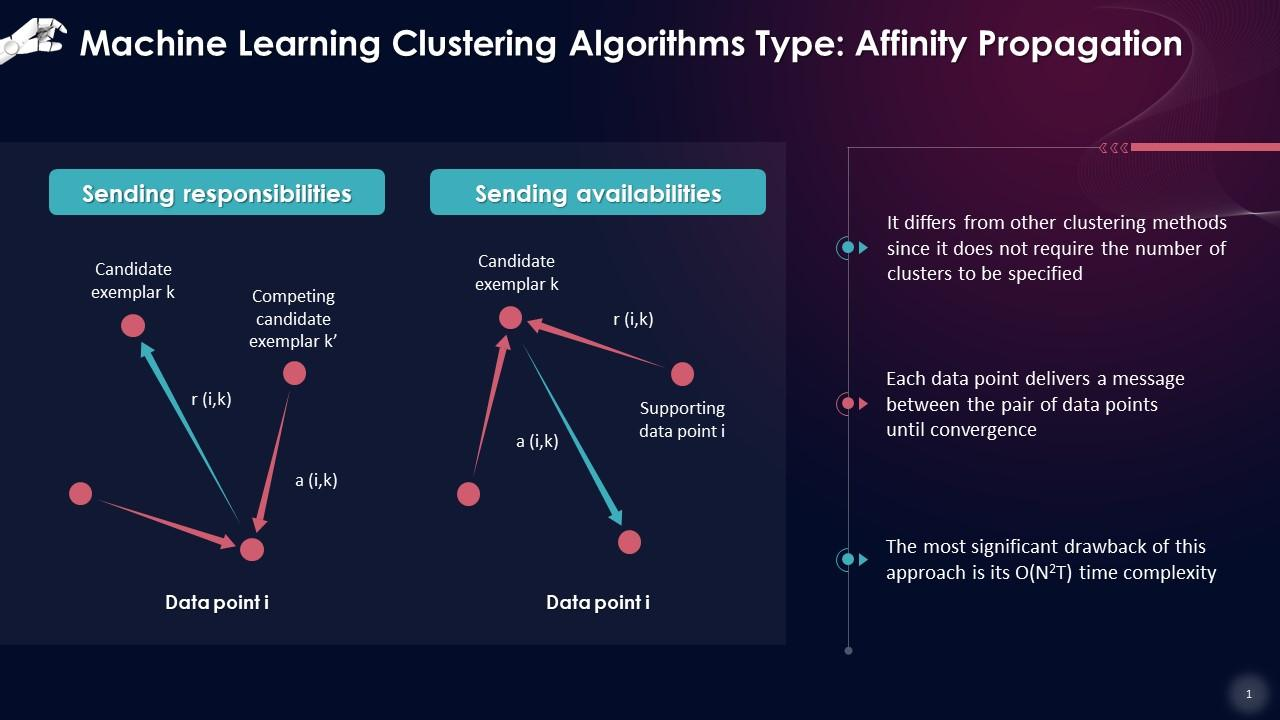 Machine Learning Clustering Algorithms Type: Affinity Propagation
Sending responsibilities
Candidate
exemplar k
Competing
candidate
exemplar k’
r (i,k)
a (i,k)
Data point i
Sending availabilities
Candidate
exemplar k
r (i,k)
Supporting
data point i
a (i,k)
Data point i
It differs from other clustering methods
since it does not require the number of
clusters to be specified
Each data point delivers a message
between the pair of data points
until convergence
The most significant drawback of this
approach is its O(N²T) time complexity
1